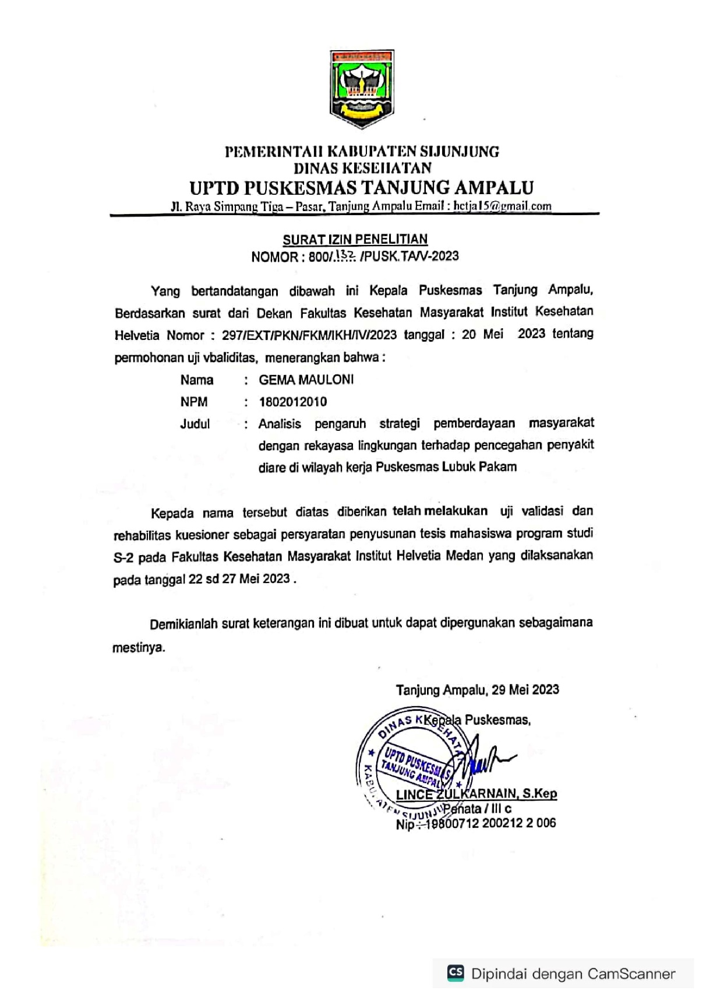 PEMERINTAH KABUPATEN SIJUNJUNG
DINAS KESEHATAN
UPTD PUSKESMAS TANJUNG AMPALU
Jl. Raya Simpang Tiga – Pasar, Tanjung Ampalu Email : hctja15@gmail.com
SURAT IZIN PENELITIAN
NOMOR : 800/.137. /PUSK.TA/V-2023
Yang bertandatangan dibawah ini Kepala Puskesmas Tanjung Ampalu,
Berdasarkan surat dari Dekan Fakultas Kesehatan Masyarakat Institut Kesehatan
Helvetia Nomor : 297/EXT/PKN/FKM/IKH/IV/2023 tanggal : 20 Mei 2023 tentang
permohonan uji vbaliditas, menerangkan bahwa :
Nama : GEMA MAULONI
NPM : 1802012010
Judul : Analisis pengaruh strategi pemberdayaan masyarakat
dengan rekayasa lingkungan terhadap pencegahan penyakit
diare di wilayah kerja Puskesmas Lubuk Pakam
Kepada nama tersebut diatas diberikan telah melakukan uji validasi dan
rehabilitas kuesioner sebagai persyaratan penyusunan tesis mahasiswa program studi
S-2 pada Fakultas Kesehatan Masyarakat Institut Helvetia Medan yang dilaksanakan
pada tanggal 22 sd 27 Mei 2023 .
Demikianlah surat keterangan ini dibuat untuk dapat dipergunakan sebagaimana
mestinya.
Tanjung Ampalu, 29 Mei 2023
Kepala Puskesmas,
DINAS KESEHATAN
UPTD PUSKESMAS
TANJUNG AMPALU
KABUPATEN SIJUNJUNG
LINCE ZULKARNAIN, S.Kep
Penata / III c
Nip : 19800712 200212 2 006
CS Dipindai dengan CamScanner